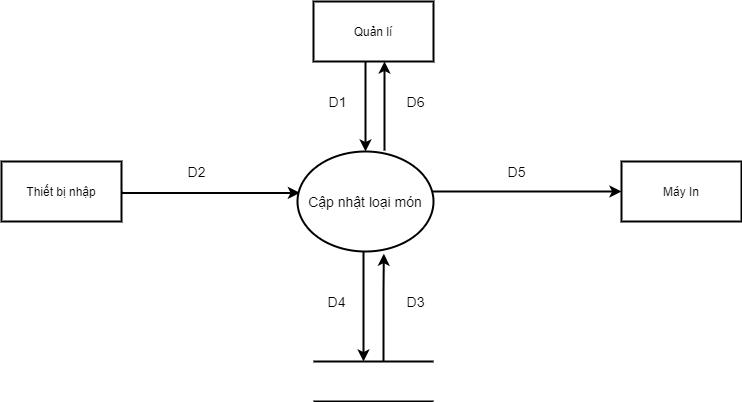 Quản lí
D1
D6
Thiết bị nhập
D2
Cập nhật loại món
D5
Máy In
D4
D3